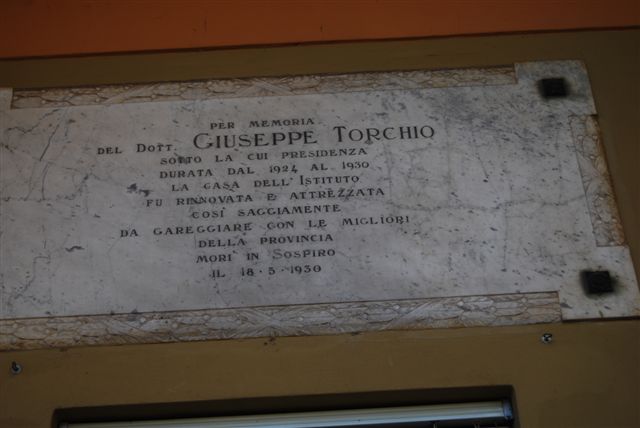 PER MEMORIA
DEL DOTT. GIUSEPPE TORCHIO
SOTTO LA CUI PRESIDENZA
DURATA DAL 1924 AL 1930
LA CASA DELL'ISTITUTO
FU RINNOVATA E ATTREZZATA
COSÌ SAGGIAMENTE
DA GAREGGIARE CON LE MIGLIORI
DELLA PROVINCIA
MORÌ IN SOSPIRO
IL 18·5·1930